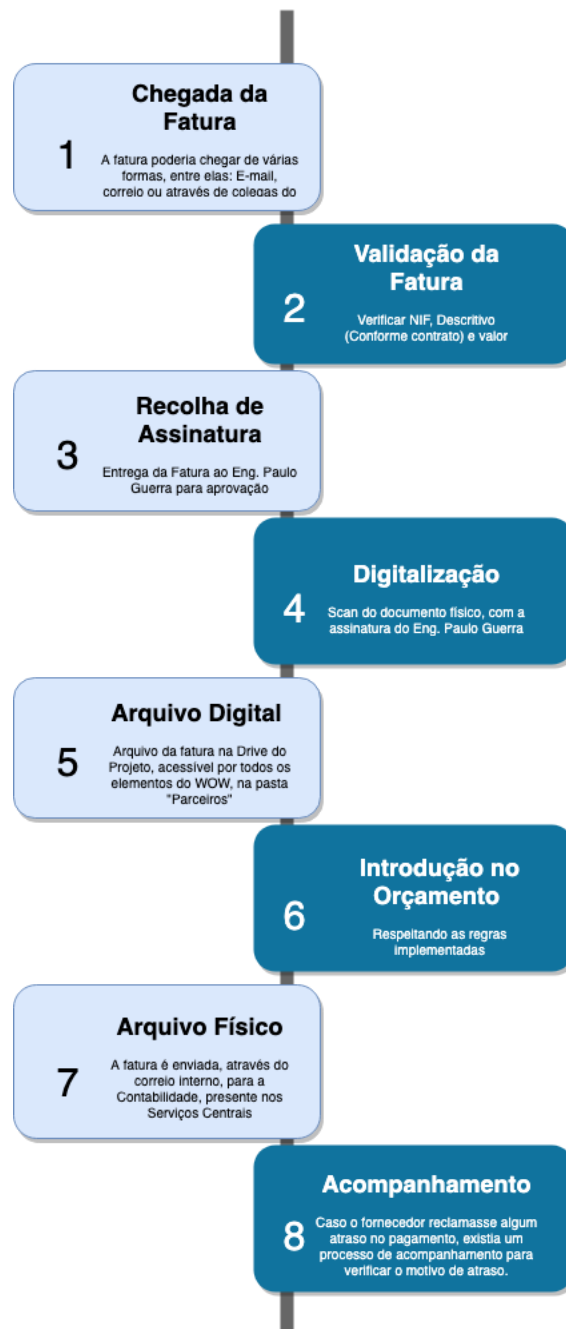 Chegada da
Fatura
1
A fatura poderia chegar de várias
formas, entre elas: E-mail,
correio ou através de colegas do
Validação da
Fatura
2
Verificar NIF, Descritivo
(Conforme contrato) e valor
Recolha de
Assinatura
3
Entrega da Fatura ao Eng. Paulo
Guerra para aprovação
Digitalização
4
Scan do documento físico, com a
assinatura do Eng. Paulo Guerra
Arquivo Digital
5
Arquivo da fatura na Drive do
Projeto, acessível por todos os
elementos do WOW, na pasta
"Parceiros"
Introdução no
Orçamento
6
Respeitando as regras
implementadas
Arquivo Físico
7
A fatura é enviada, através do
correio interno, para a
Contabilidade, presente nos
Serviços Centrais
Acompanhamento
8
Caso o fornecedor reclamasse algum
atraso no pagamento, existia um
processo de acompanhamento para
verificar o motivo de atraso.